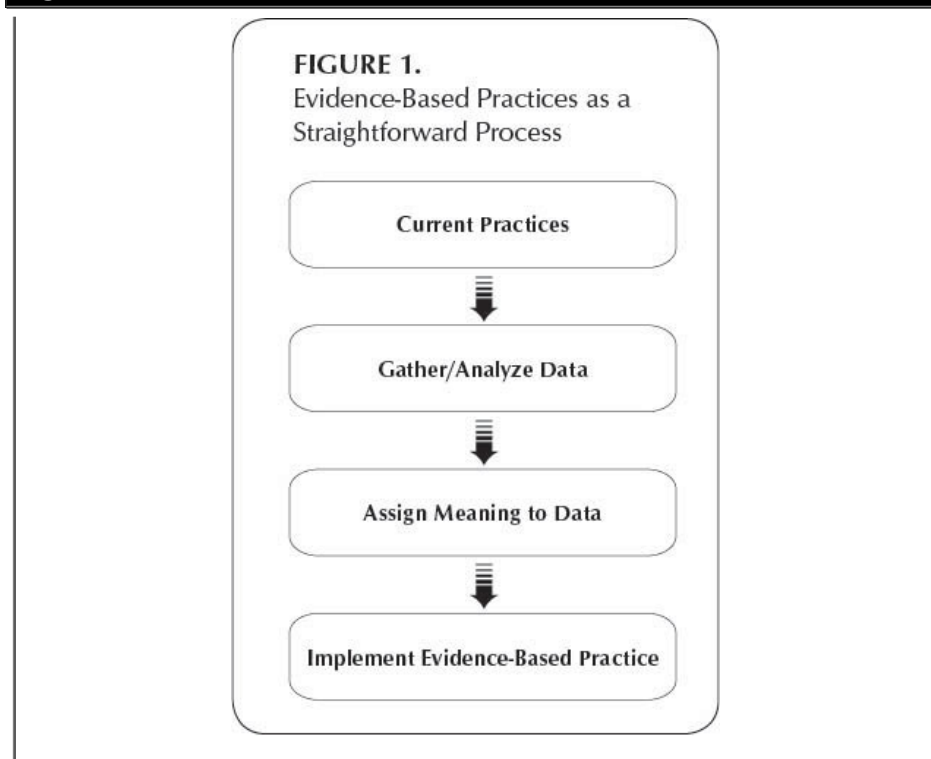 FIGURE 1.
Evidence-Based Practices as a
Straightforward Process
Current Practices
Gather/Analyze Data
Assign Meaning to Data
Implement Evidence-Based Practice